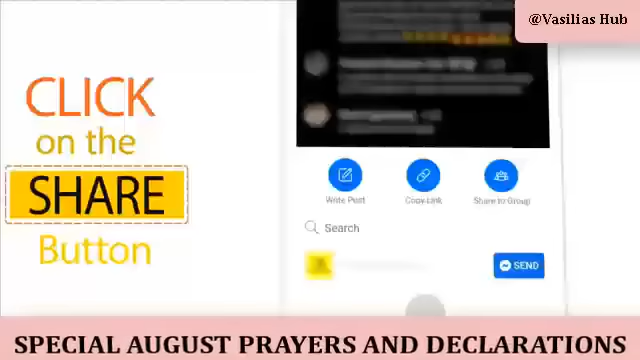 @Vasilias Hub
CLICK
on the
SHARE
Button
Write Post
Copy Link
Share to Group
Search
SEND
SPECIAL AUGUST PRAYERS AND DECLARATIONS